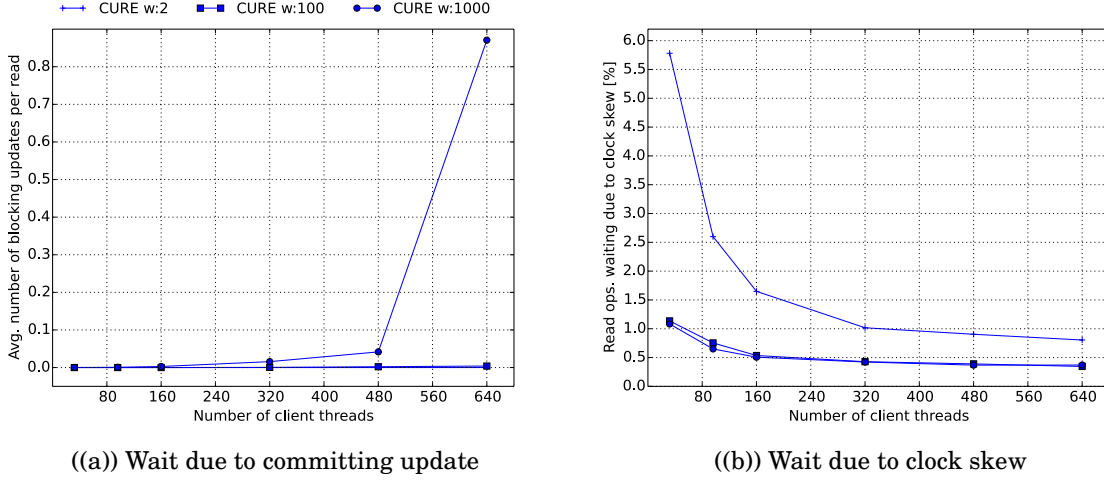 CURE w:2 CURE w:100 CURE w:1000
Avg. number of blocking updates per read
0.8
0.7
0.6
0.5
0.4
0.3
0.2
0.1
0.0
80 160 240 320 400 480 560 640
Number of client threads
((a)) Wait due to committing update
Read ops. waiting due to clock skew [%]
6.0
5.5
5.0
4.5
4.0
3.5
3.0
2.5
2.0
1.5
1.0
0.5
0.0
80 160 240 320 400 480 560 640
Number of client threads
((b)) Wait due to clock skew